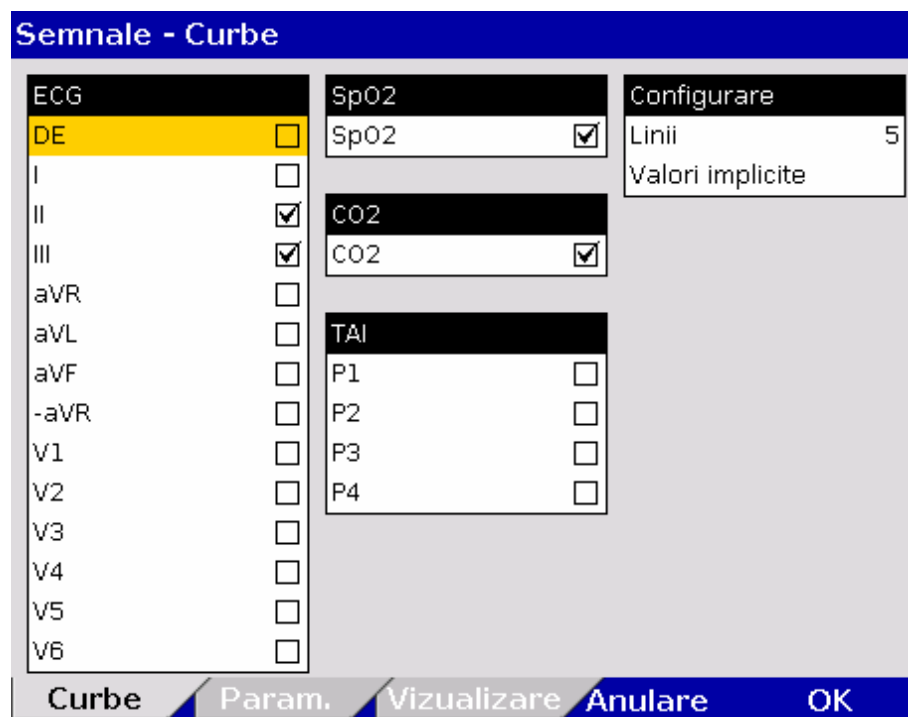 Semnale - Curbe
ECG
DE
I
II
III
aVR
aVL
aVF
-aVR
V1
V2
V3
V4
V5
V6
SpO2
SpO2
CO2
CO2
TAI
P1
P2
P3
P4
Configurare
Linii 5
Valori implicite
Curbe Param. Vizualizare Anulare OK